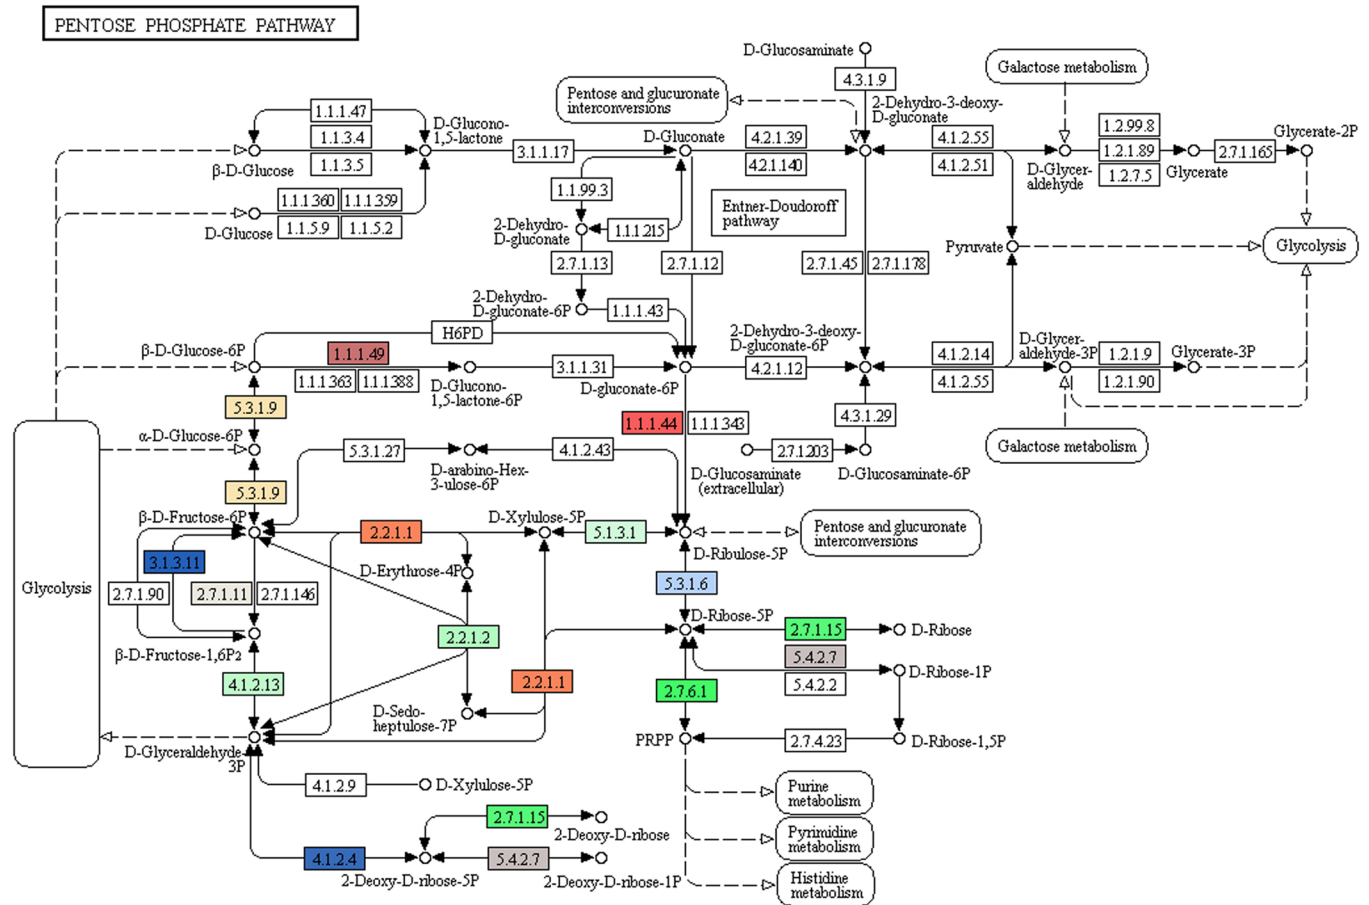 PENTOSE PHOSPHATE PATHWAY
D-Glucosaminate
4.3.1.9
Galactose metabolism
Pentose and glucuronate
interconversions
2-Dehydro-3-deoxy-
D-gluconate
1.1.1.47
1.1.3.4
1.1.3.5
β-D-Glucose
D-Glucono-
1,5-lactone
3.1.1.17
D-Gluconate
4.2.1.39
4.2.1.140
4.1.2.55
4.1.2.51
D-Glycer-
aldehyde
1.2.99.8
1.2.1.89
1.2.7.5
Glycerate
2.7.1.165
Glycerate-2P
1.1.1.360
1.1.1.359
1.1.5.9
1.1.5.2
D-Glucose
1.1.99.3
2-Dehydro-
D-gluconate
1.1.1.215
Entner-Doudoroff
pathway
2.7.1.13
2.7.1.12
2.7.1.45
2.7.1.178
Pyruvate
Glycolysis
2-Dehydro-
D-gluconate-6P
1.1.1.43
H6PD
β-D-Glucose-6P
1.1.1.49
1.1.1.363
1.1.1.388
D-Glucono-
1,5-lactone-6P
3.1.1.31
D-gluconate-6P
2-Dehydro-3-deoxy-
D-gluconate-6P
4.2.1.12
4.1.2.14
4.1.2.55
D-Glycer-
aldehyde-3P
1.2.1.9
1.2.1.90
Glycerate-3P
5.3.1.9
1.1.1.44
1.1.1.343
4.3.1.29
Glycolysis
α-D-Glucose-6P
5.3.1.27
D-arabino-Hex-
3-ulose-6P
4.1.2.43
D-Glucosaminate
(extracellular)
2.7.1.203
D-Glucosaminate-6P
Galactose metabolism
5.3.1.9
β-D-Fructose-6P
2.2.1.1
D-Xylulose-5P
5.1.3.1
D-Ribulose-5P
Pentose and glucuronate
interconversions
3.1.3.11
2.7.1.90
2.7.1.11
2.7.1.146
D-Erythrose-4P
5.3.1.6
2.2.1.2
D-Ribose-5P
2.7.1.15
D-Ribose
β-D-Fructose-1,6P2
5.4.2.7
5.4.2.2
D-Ribose-1P
4.1.2.13
2.2.1.1
2.7.6.1
D-Sedo-
heptulose-7P
D-Glyceraldehyde-
3P
PRPP
2.7.4.23
D-Ribose-1,5P
4.1.2.9
D-Xylulose-5P
Purine
metabolism
2.7.1.15
2-Deoxy-D-ribose
Pyrimidine
metabolism
4.1.2.4
2-Deoxy-D-ribose-5P
5.4.2.7
2-Deoxy-D-ribose-1P
Histidine
metabolism